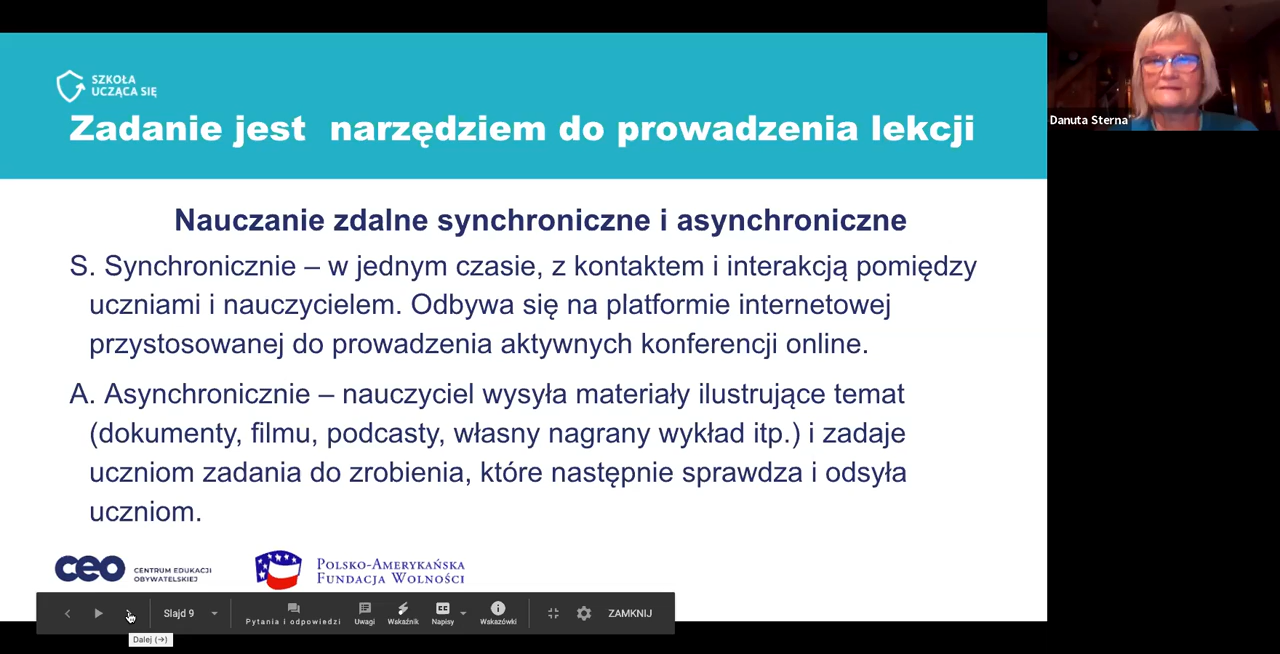 SZKOŁA
UCZĄCA SIĘ
Zadanie jest narzędziem do prowadzenia lekcji
Danuta Sterna
Nauczanie zdalne synchroniczne i asynchroniczne
S. Synchronicznie – w jednym czasie, z kontaktem i interakcją pomiędzy
uczniami i nauczycielem. Odbywa się na platformie internetowej
przystosowanej do prowadzenia aktywnych konferencji online.
A. Asynchronicznie – nauczyciel wysyła materiały ilustrujące temat
(dokumenty, filmu, podcasty, własny nagrany wykład itp.) i zadaje
uczniom zadania do zrobienia, które następnie sprawdza i odsyła
uczniom.
ceo CENTRUM EDUKACJI
OBYWATELSKIEJ
POLSKO-AMERYKAŃSKA
FUNDACJA WOLNOŚCI
Slajd 9
Pytania i odpowiedzi
Uwagi
Wskaźnik
CC
Napisy
Wskazówki
ZAMKNIJ
Dalej (→)